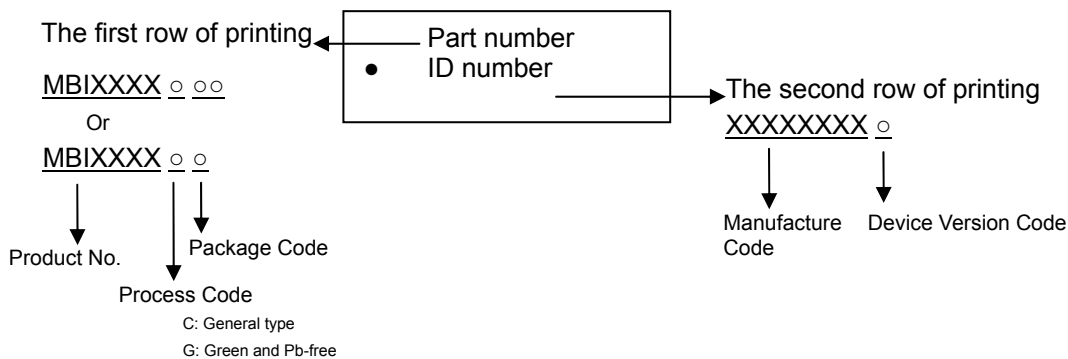 The first row of printing
MBIXXXX ○ ○○
Or
MBIXXXX ○ ○
Product No.
Package Code
Process Code
C: General type
G: Green and Pb-free
Part number
● ID number
The second row of printing
XXXXXXXX ○
Manufacture
Code
Device Version Code